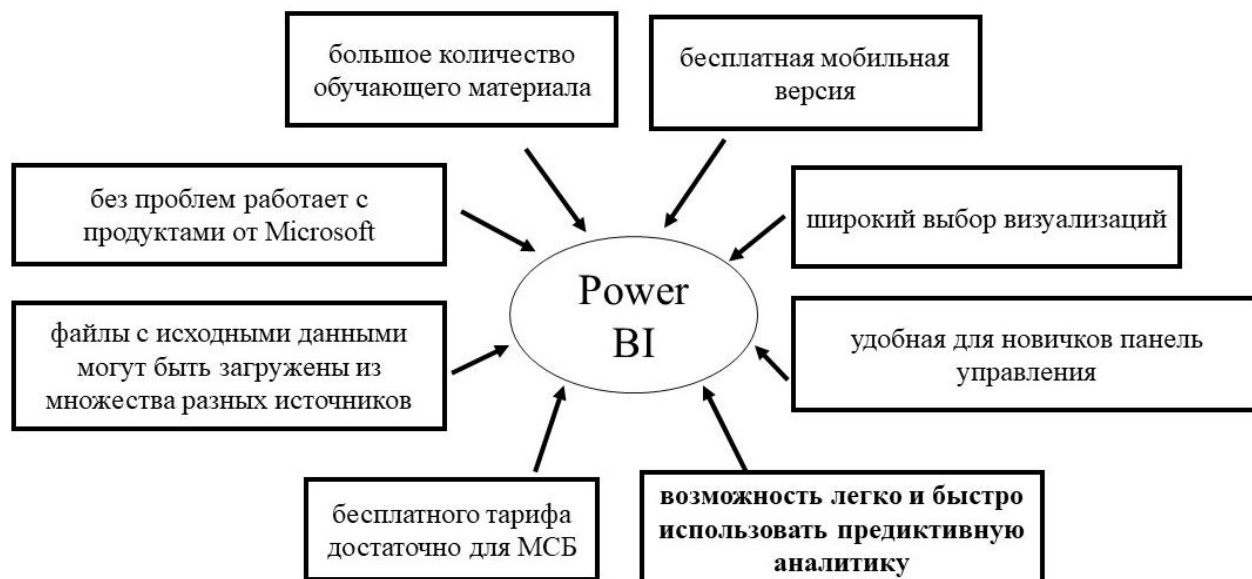 большое количество
обучающего материала
бесплатная мобильная
версия
без проблем работает с
продуктами от Microsoft
широкий выбор визуализаций
Power
BI
файлы с исходными данными
могут быть загружены из
множества разных источников
удобная для новичков панель
управления
бесплатного тарифа
достаточно для МСБ
возможность легко и быстро
использовать предиктивную
аналитику